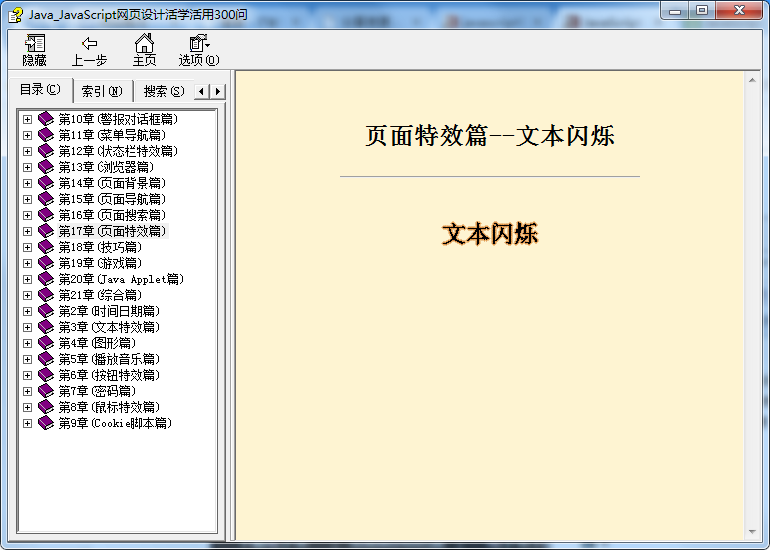 Java_JavaScript网页设计活学活用300问
隐藏
上一步
主页
选项(O)
目录(C)
索引(N)
搜索(S)
第10章(警报对话框篇)
第11章(菜单导航篇)
第12章(状态栏特效篇)
第13章(浏览器篇)
第14章(页面背景篇)
第15章(页面导航篇)
第16章(页面搜索篇)
第17章(页面特效篇)
第18章(技巧篇)
第19章(游戏篇)
第20章(Java Applet篇)
第21章(综合篇)
第2章(时间日期篇)
第3章(文本特效篇)
第4章(图形篇)
第5章(播放音乐篇)
第6章(按钮特效篇)
第7章(密码篇)
第8章(鼠标特效篇)
第9章(Cookie脚本篇)
页面特效篇--文本闪烁
文本闪烁